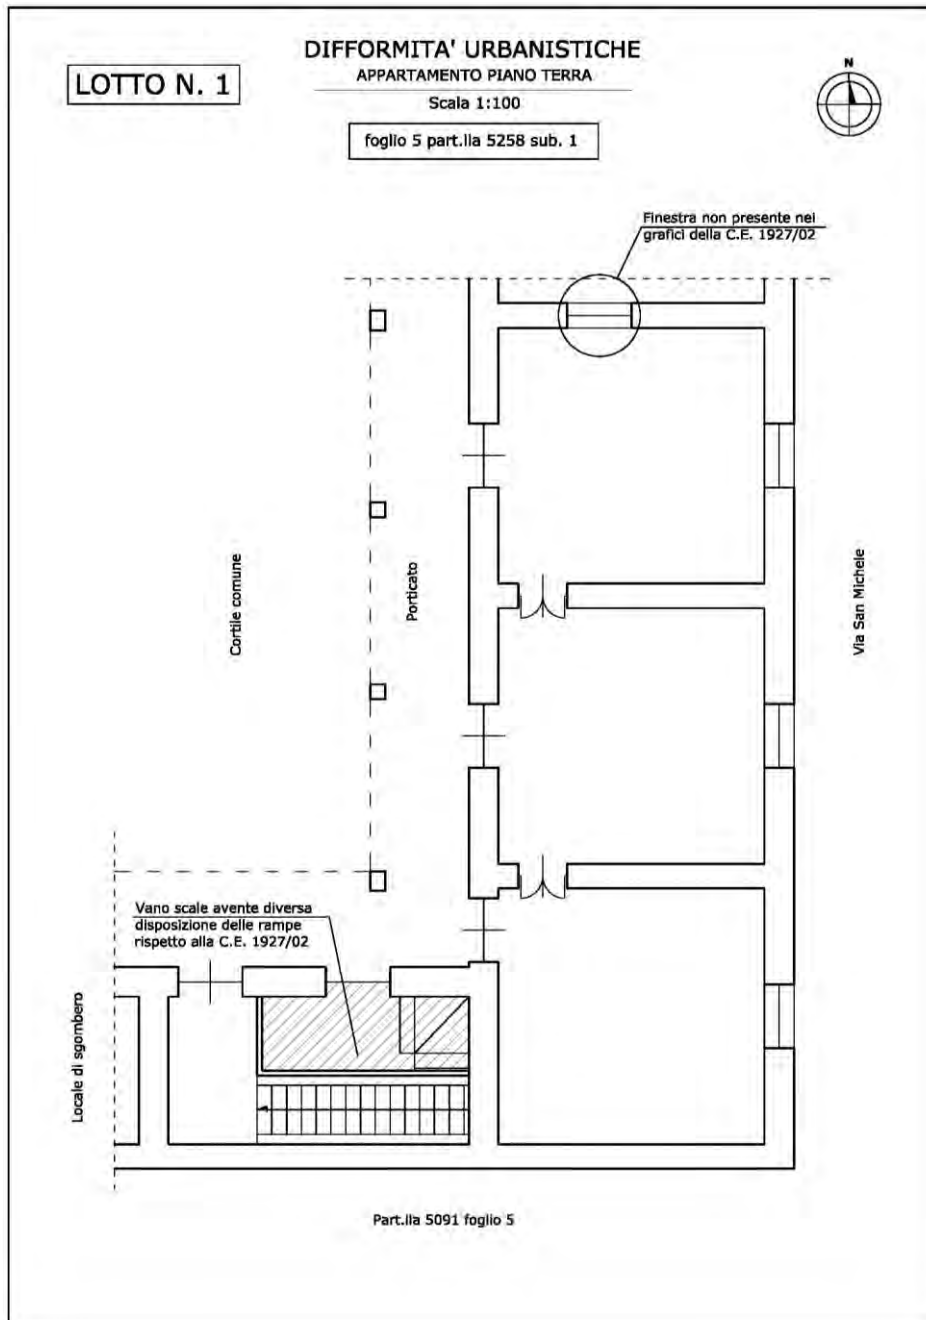 LOTTO N. 1
DIFFORMITA' URBANISTICHE
APPARTAMENTO PIANO TERRA
Scala 1:100
foglio 5 part.lla 5258 sub. 1
N
Finestra non presente nei
grafici della C.E. 1927/02
Cortile comune
Porticato
Via San Michele
Vano scale avente diversa
disposizione delle rampe
rispetto alla C.E. 1927/02
Locale di sgombero
Part.lla 5091 foglio 5